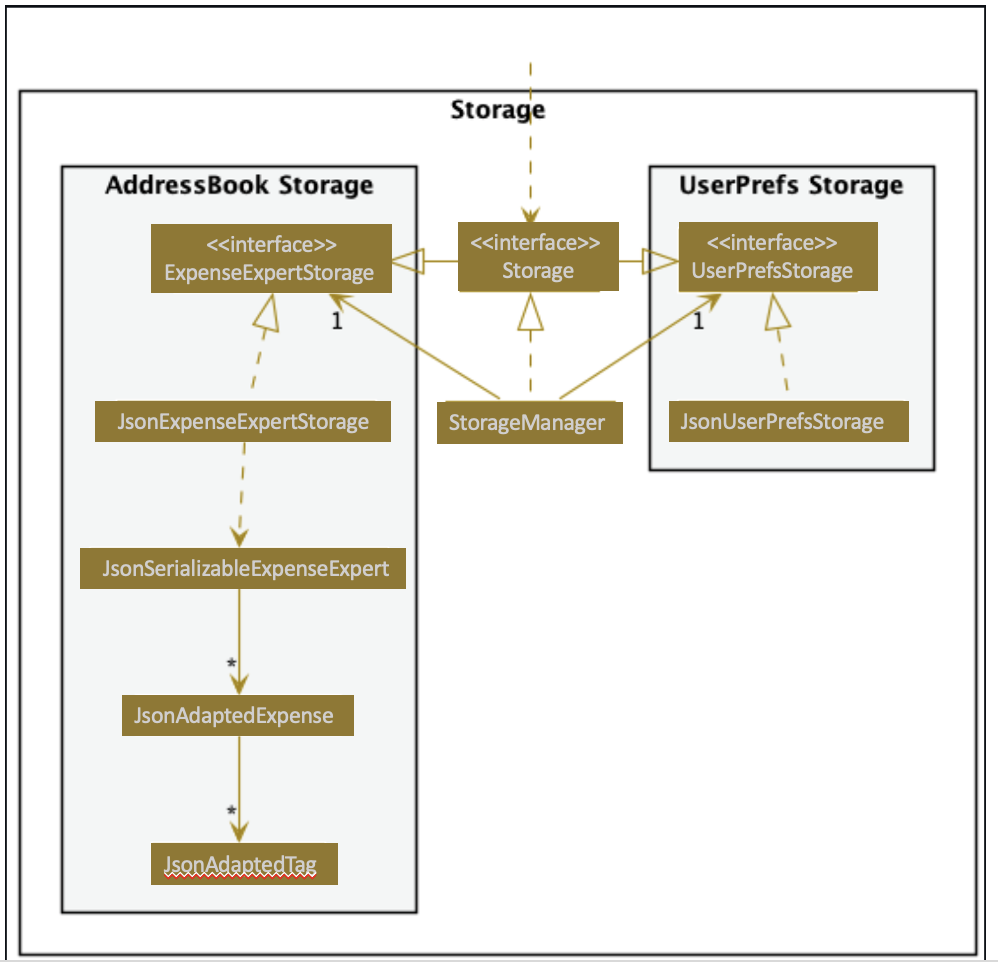 Storage
AddressBook Storage
UserPrefs Storage
<<interface>>
ExpenseExpertStorage
<<interface>>
Storage
<<interface>>
UserPrefsStorage
1
1
JsonExpenseExpertStorage
StorageManager
JsonUserPrefsStorage
JsonSerializableExpenseExpert
*
JsonAdaptedExpense
*
JsonAdaptedTag